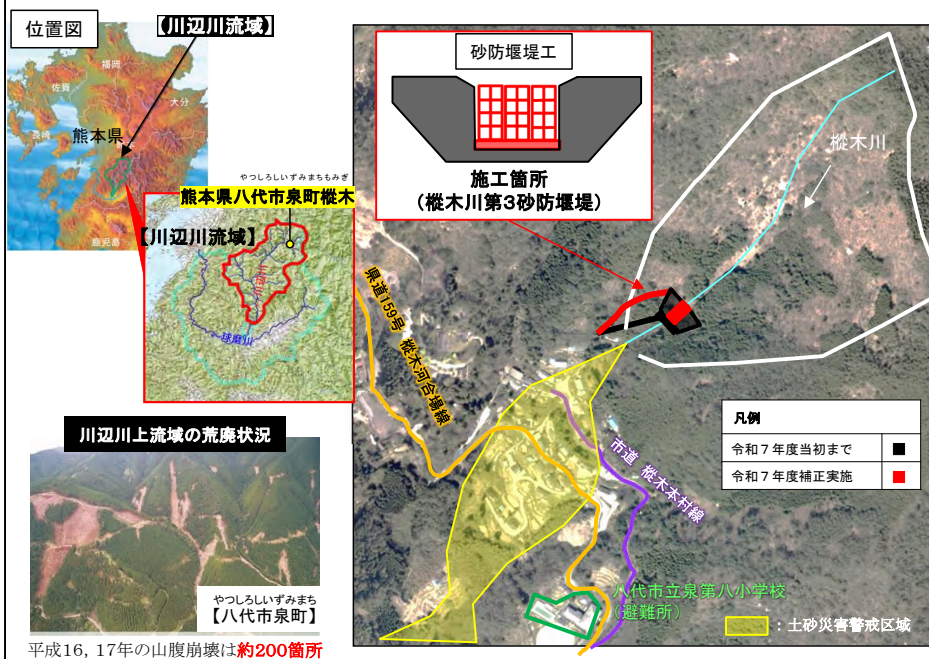 位置図
【川辺川流域】
福岡
佐賀
大分
長崎
熊本県
鹿児島
やつしろしいずみまちもみぎ
熊本県八代市泉町樅木
【川辺川流域】
川辺川
←球磨川
砂防堰堤工
施工箇所
(樅木川第3砂防堰堤)
樅木川
県道159号 樅木河合場線
市道 樅木本村線
凡例
令和7年度当初まで
令和7年度補正実施
八代市立泉第八小学校
(避難所)
:土砂災害警戒区域
川辺川上流域の荒廃状況
やつしろしいずみまち
【八代市泉町】
平成16, 17年の山腹崩壊は約200箇所